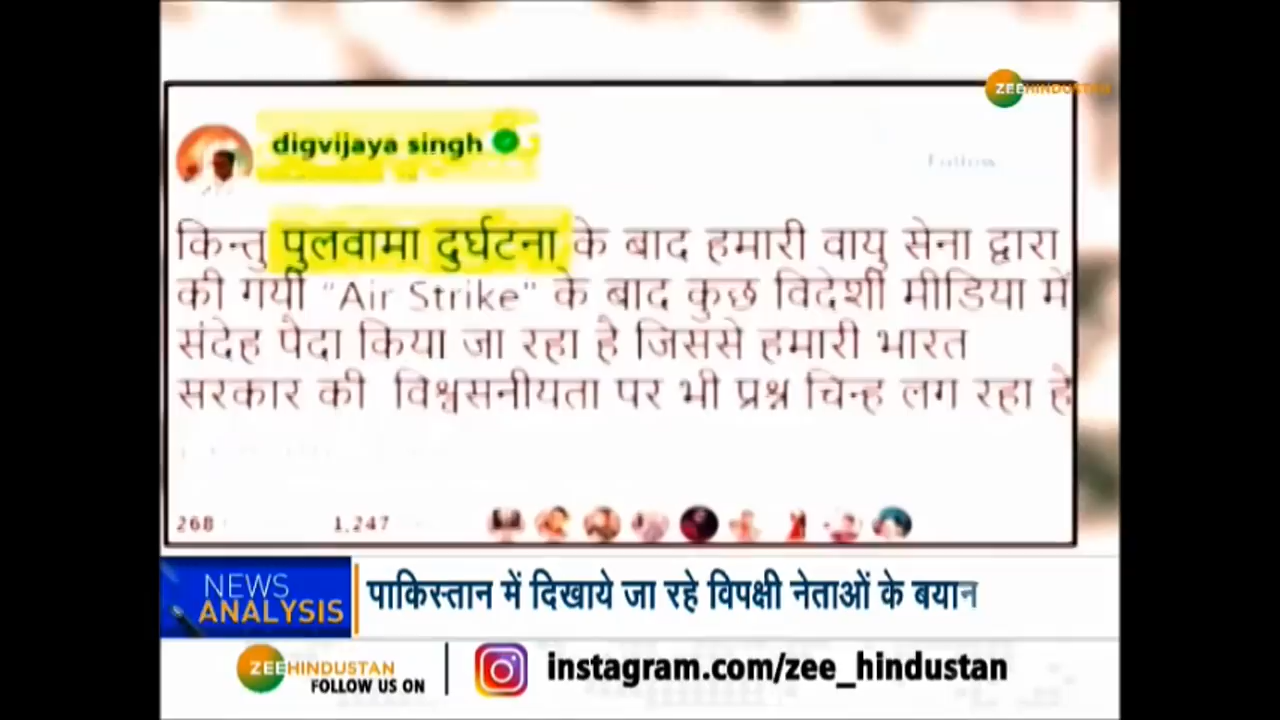 ZEE HINDUSTAN
digvijaya singh
Follow
किन्तु पुलवामा दुर्घटना के बाद हमारी वायु सेना द्वारा
की गयी "Air Strike" के बाद कुछ विदेशी मीडिया में
संदेह पैदा किया जा रहा है जिससे हमारी भारत
सरकार की विश्वसनीयता पर भी प्रश्न चिन्ह लग रहा है
268 1,247
NEWS
ANALYSIS
पाकिस्तान में दिखाये जा रहे विपक्षी नेताओं के बयान
ZEE HINDUSTAN
FOLLOW US ON
instagram.com/zee_hindustan